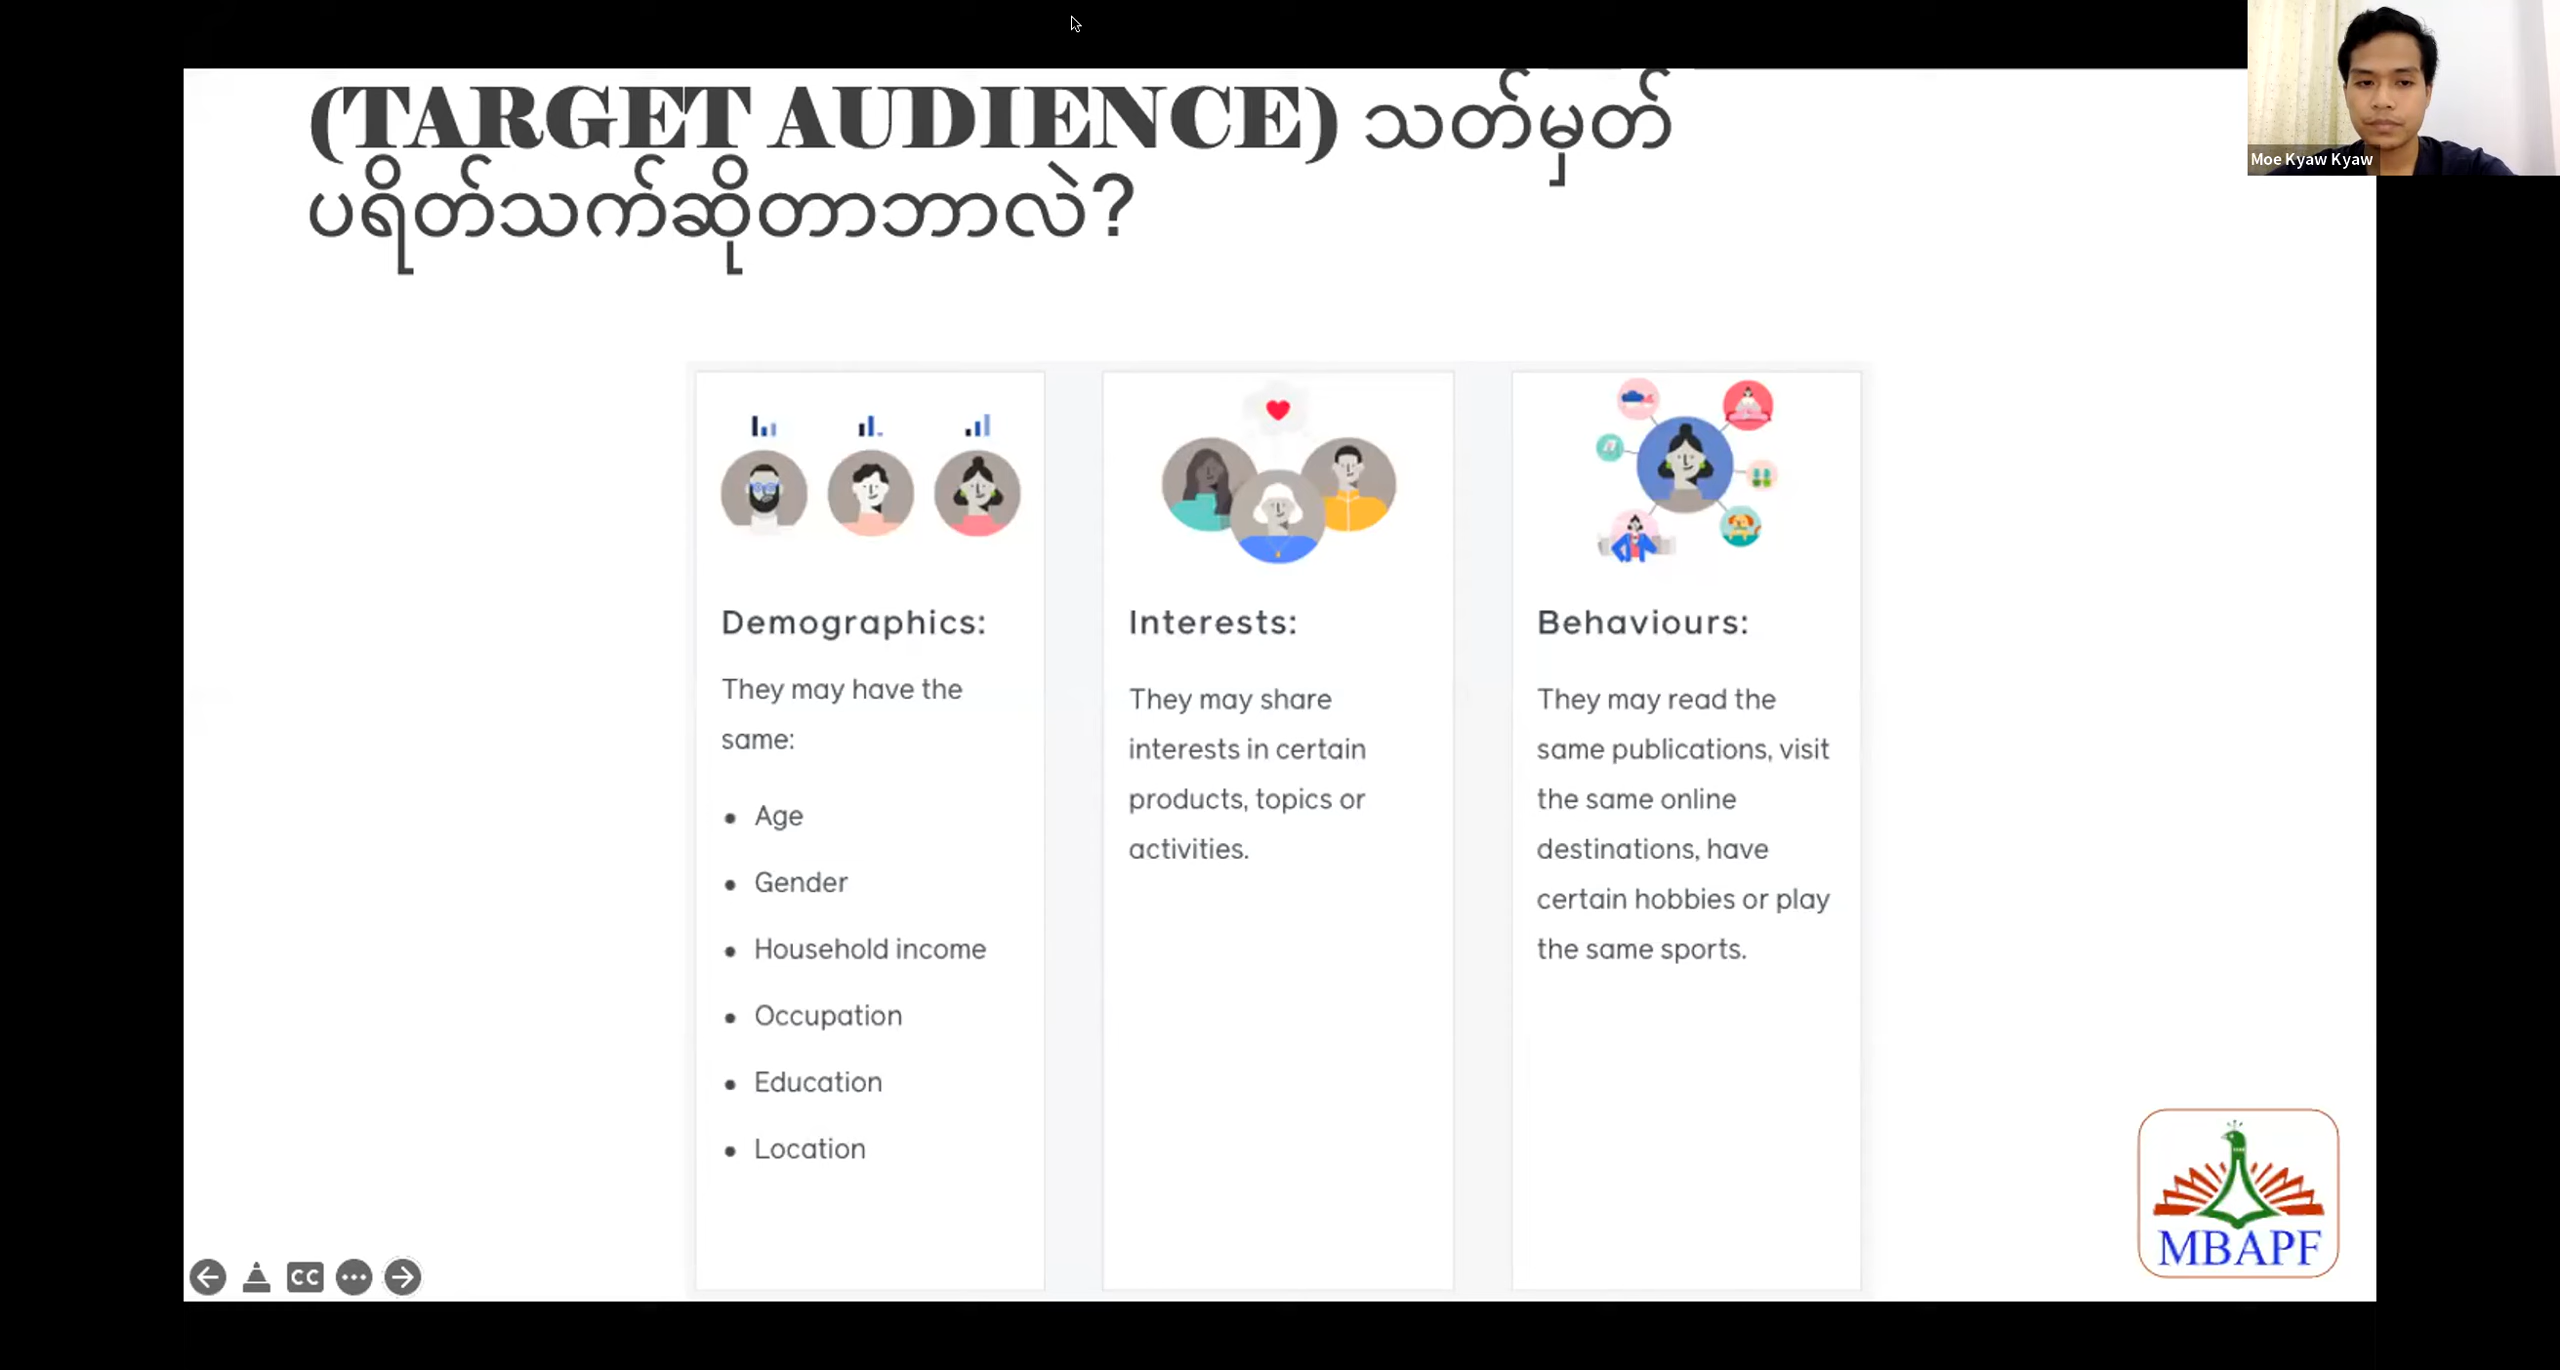 (TARGET AUDIENCE) သတ်မှတ်
ပရိတ်သက်ဆိုတာဘာလဲ?
Moe Kyaw Kyaw
Demographics:
They may have the
same:
Age
Gender
Household income
Occupation
Education
Location
Interests:
They may share
interests in certain
products, topics or
activities.
Behaviours:
They may read the
same publications, visit
the same online
destinations, have
certain hobbies or play
the same sports.
MBAPF
CC